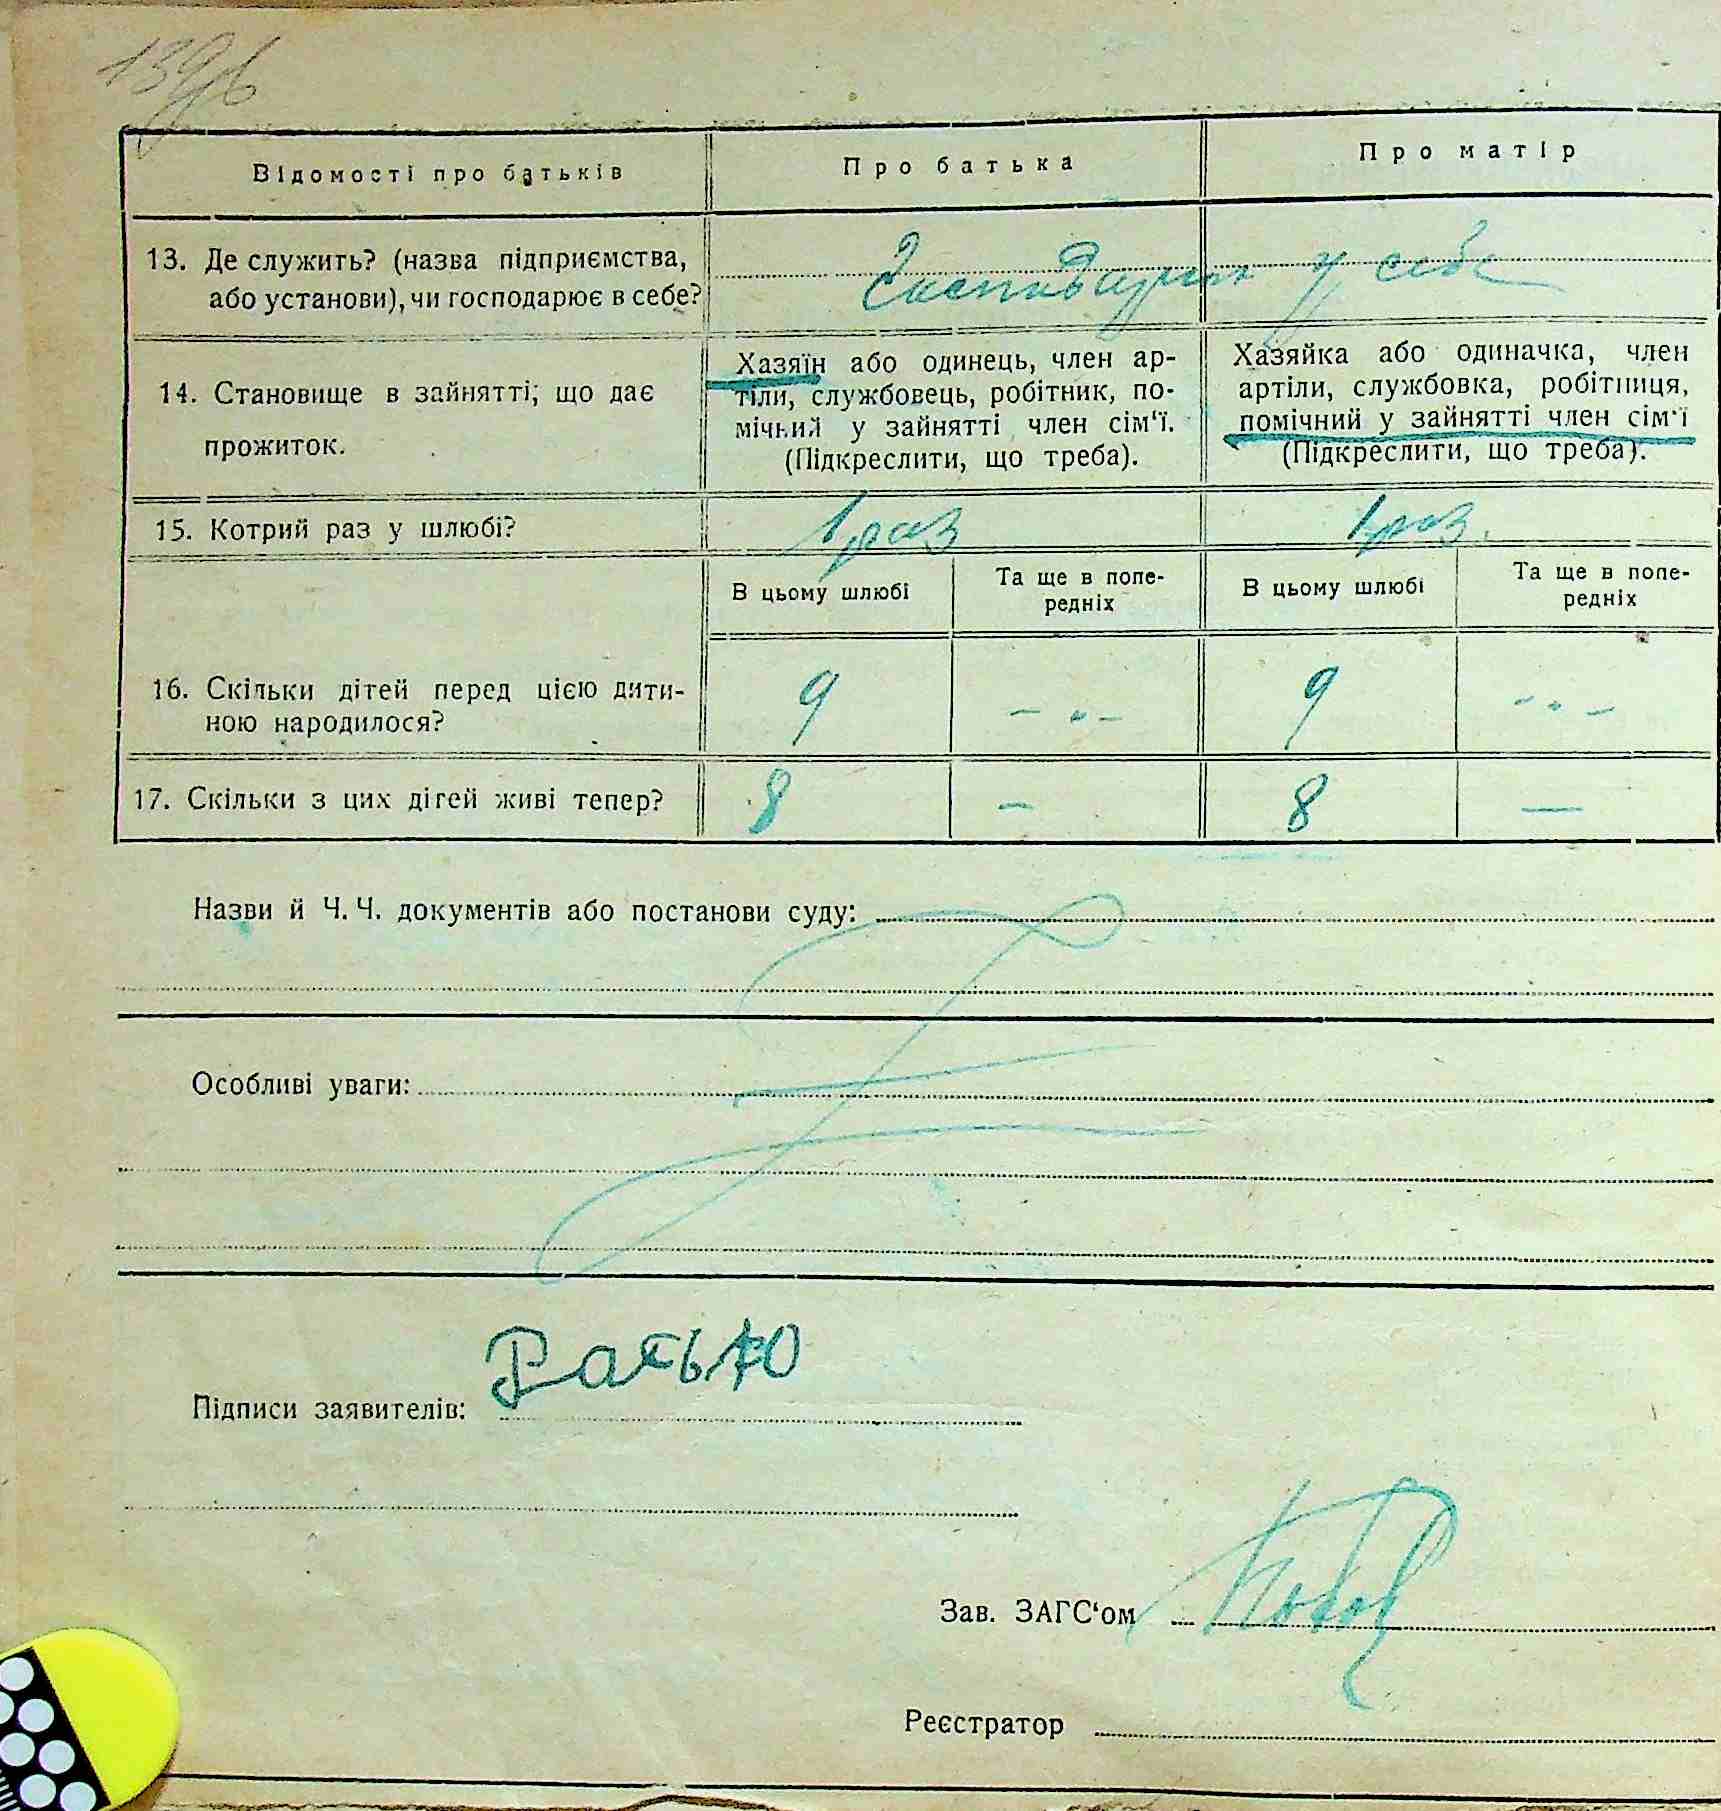 139зв
Відомості про батьків
Про батька
Про матір
13. Де служить? (назва підприємства,
або установи), чи господарює в себе?
Господарює у себе
14. Становище в зайнятті; що дає
прожиток.
Хазяїн або одинець, член ар-
тіли, службовець, робітник, по-
мічний у зайнятті член сім'ї.
(Підкреслити, що треба).
Хазяйка або одиначка, член
артіли, службовка, робітниця,
помічний у зайнятті член сім'ї
(Підкреслити, що треба).
15. Котрий раз у шлюбі?
1 раз
1 раз.
В цьому шлюбі
Та ще в попе-
редніх
В цьому шлюбі
Та ще в попе-
редніх
16. Скільки дітей перед цією дити-
ною народилося?
9
- „ -
9
- „ -
17. Скільки з цих дітей живі тепер?
8
-
8
—
Назви й Ч. Ч. документів або постанови суду:
Особливі уваги:
Підписи заявителів:
Ратью
Зав. ЗАГС'ом
Реєстратор